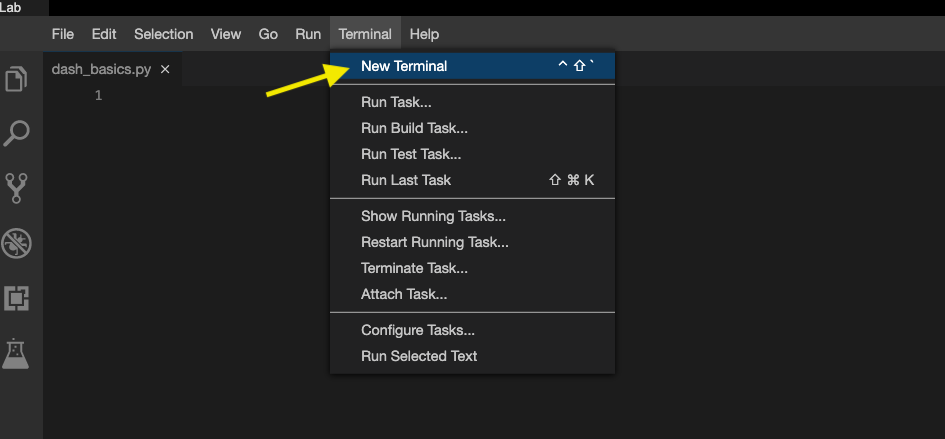 Lab
File Edit Selection View Go Run Terminal Help
dash_basics.py ×
1
New Terminal ^ ⇧ `
Run Task...
Run Build Task...
Run Test Task...
Run Last Task ⇧ ⌘ K
Show Running Tasks...
Restart Running Task...
Terminate Task...
Attach Task...
Configure Tasks...
Run Selected Text